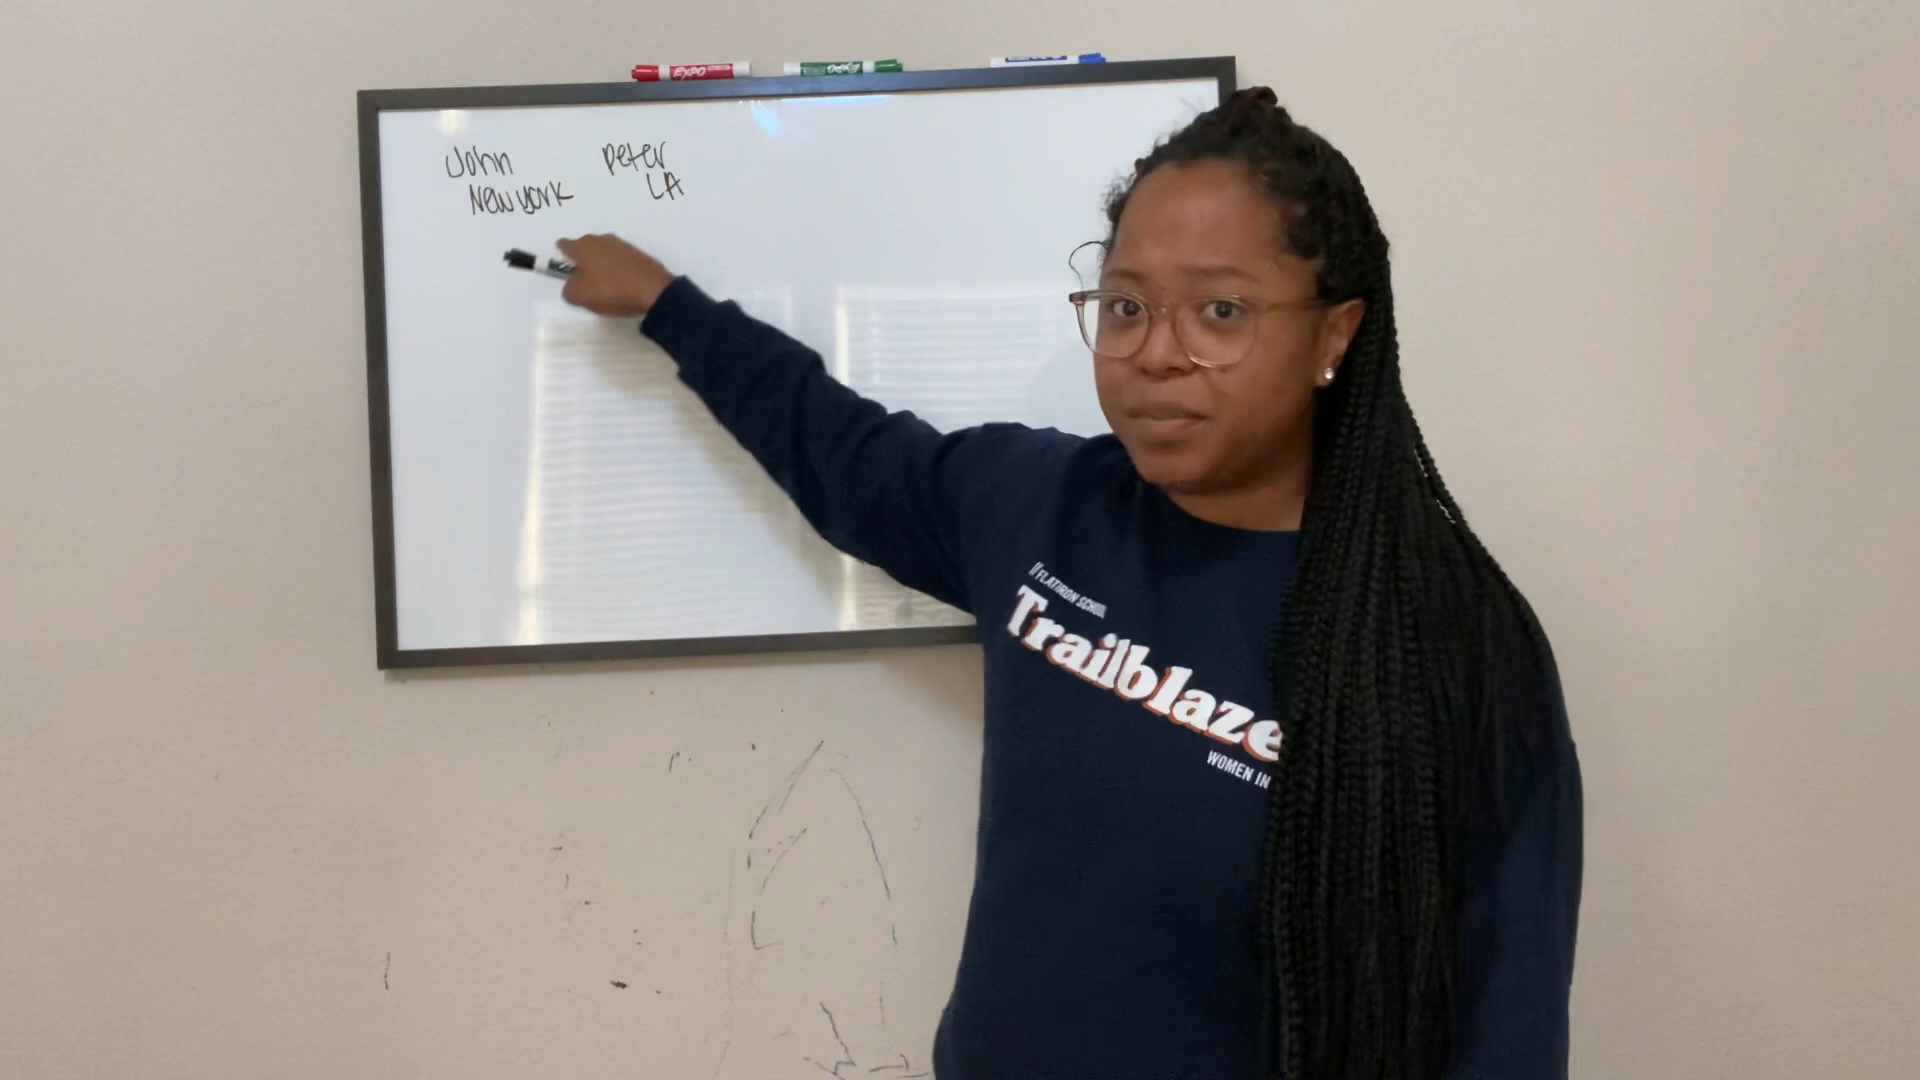 EXPO
John
New york
peter
LA
// FLATIRON SCHOOL
Trailblaze
WOMEN IN